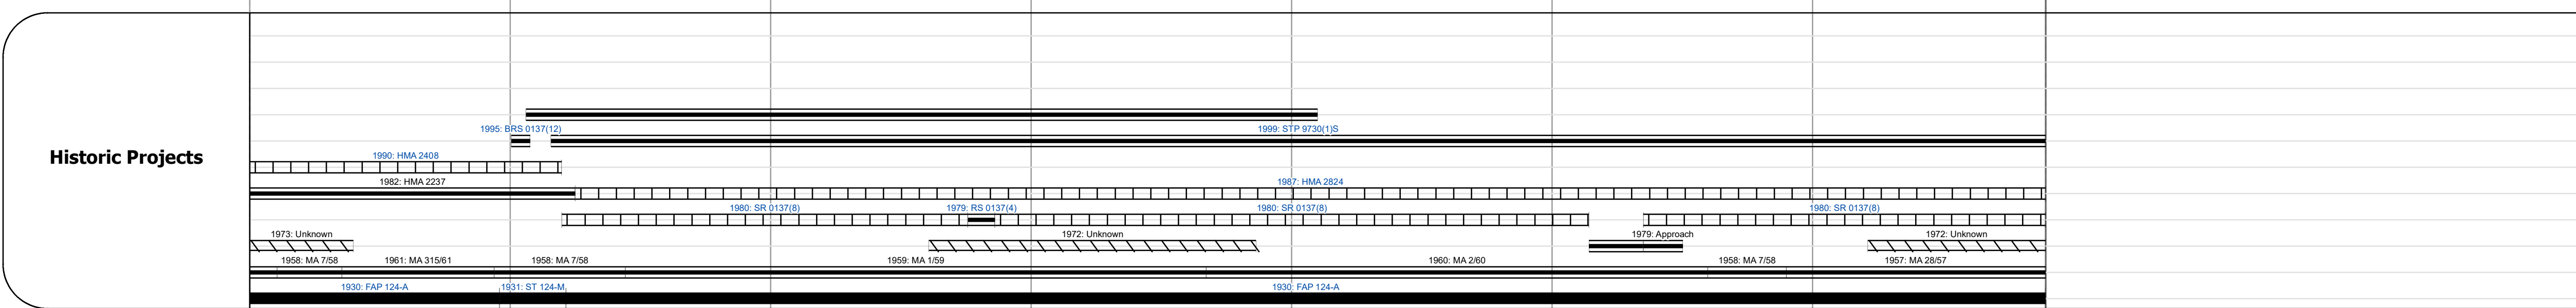 1995: BRS 0137(12)
1999: STP 9730(1)S
1990: HMA 2408
Historic Projects
1982: HMA 2237
1987: HMA 2824
1980: SR 0137(8)
1979: RS 0137(4)
1980: SR 0137(8)
1980: SR 0137(8)
1973: Unknown
1972: Unknown
1979: Approach
1972: Unknown
1958: MA 7/58
1961: MA 315/61
1958: MA 7/58
1959: MA 1/59
1960: MA 2/60
1958: MA 7/58
1957: MA 28/57
1930: FAP 124-A
1931: ST 124-M
1930: FAP 124-A